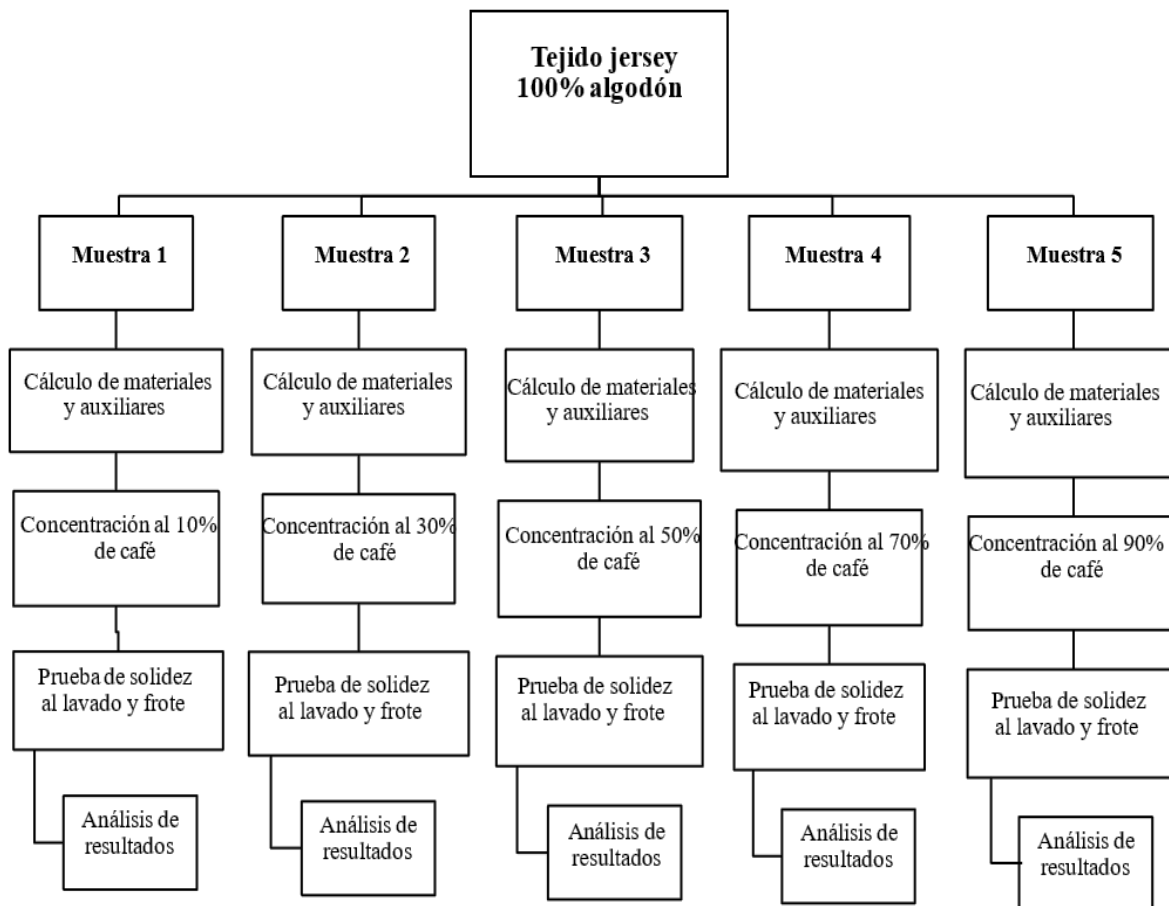 Tejido jersey
100% algodón
Muestra 1
Muestra 2
Muestra 3
Muestra 4
Muestra 5
Cálculo de materiales
y auxiliares
Cálculo de materiales
y auxiliares
Cálculo de materiales
y auxiliares
Cálculo de materiales
y auxiliares
Cálculo de materiales
y auxiliares
Concentración al 10%
de café
Concentración al 30%
de café
Concentración al 50%
de café
Concentración al 70%
de café
Concentración al 90%
de café
Prueba de solidez
al lavado y frote
Prueba de solidez
al lavado y frote
Prueba de solidez
al lavado y frote
Prueba de solidez
al lavado y frote
Prueba de solidez
al lavado y frote
Análisis de
resultados
Análisis de
resultados
Análisis de
resultados
Análisis de
resultados
Análisis de
resultados